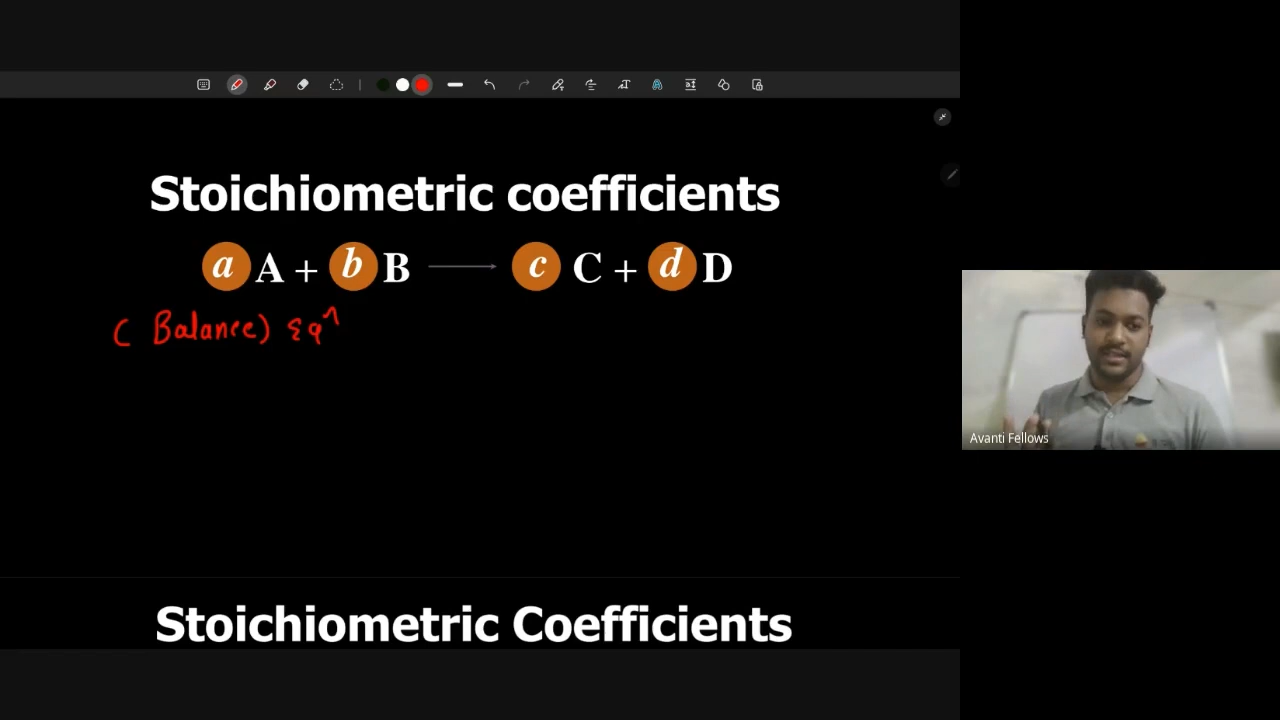 Stoichiometric coefficients
a A + b B ⟶ c C + d D
( Balance) Eqⁿ
Stoichiometric Coefficients
Avanti Fellows